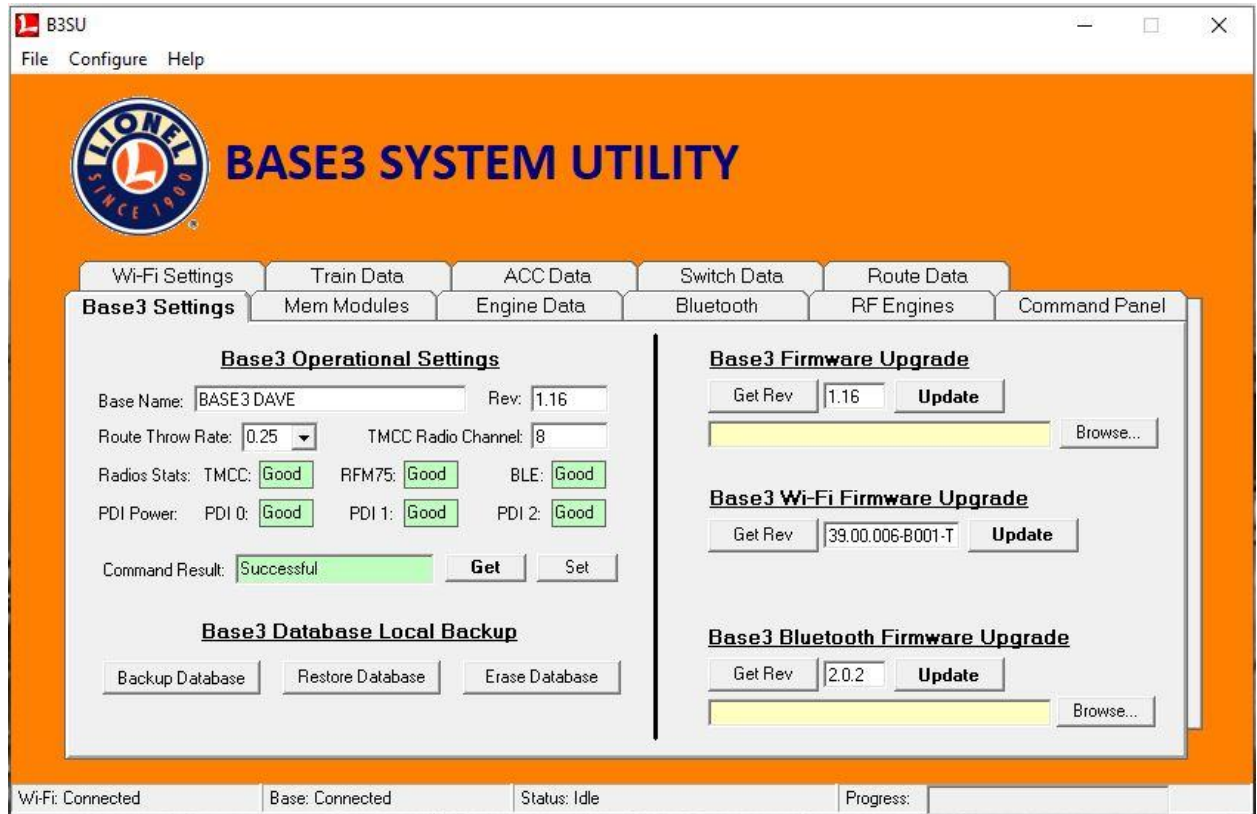 B3SU
File Configure Help
LIONEL
L
SINCE 1900
BASE3 SYSTEM UTILITY
Wi-Fi Settings Train Data ACC Data Switch Data Route Data
Base3 Settings Mem Modules Engine Data Bluetooth RF Engines Command Panel
Base3 Operational Settings
Base Name: BASE3 DAVE Rev: 1.16
Route Throw Rate: 0.25 TMCC Radio Channel: 8
Radios Stats: TMCC: Good RFM75: Good BLE: Good
PDI Power: PDI 0: Good PDI 1: Good PDI 2: Good
Command Result: Successful Get Set
Base3 Database Local Backup
Backup Database Restore Database Erase Database
Base3 Firmware Upgrade
Get Rev 1.16 Update
Browse...
Base3 Wi-Fi Firmware Upgrade
Get Rev 39.00.006-B001-T Update
Base3 Bluetooth Firmware Upgrade
Get Rev 2.0.2 Update
Browse...
Wi-Fi: Connected Base: Connected Status: Idle Progress: